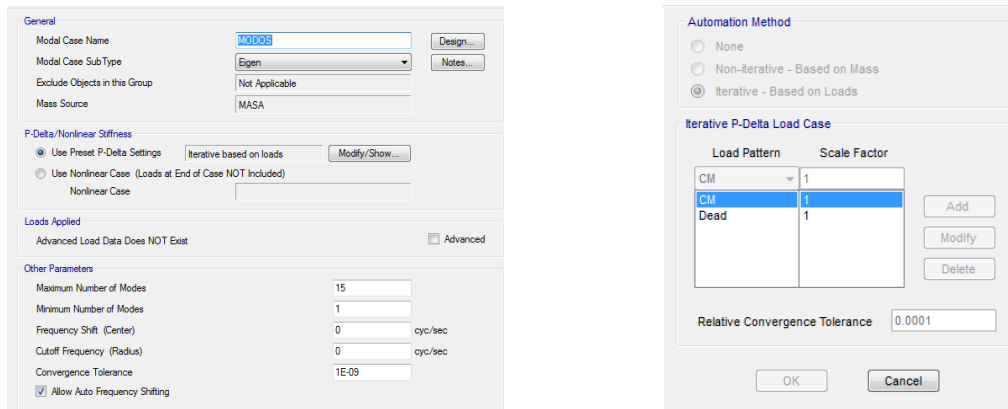 General
Modal Case Name MODOS Design...
Modal Case SubType Eigen Notes...
Exclude Objects in this Group Not Applicable
Mass Source MASA
P-Delta/Nonlinear Stiffness
Use Preset P-Delta Settings Iterative based on loads Modify/Show...
Use Nonlinear Case (Loads at End of Case NOT Included)
Nonlinear Case
Loads Applied
Advanced Load Data Does NOT Exist Advanced
Other Parameters
Maximum Number of Modes 15
Minimum Number of Modes 1
Frequency Shift (Center) 0 cyc/sec
Cutoff Frequency (Radius) 0 cyc/sec
Convergence Tolerance 1E-09
Allow Auto Frequency Shifting
Automation Method
None
Non-iterative - Based on Mass
Iterative - Based on Loads
Iterative P-Delta Load Case
Load Pattern Scale Factor
CM 1
CM 1
Dead 1
Add
Modify
Delete
Relative Convergence Tolerance 0.0001
OK Cancel